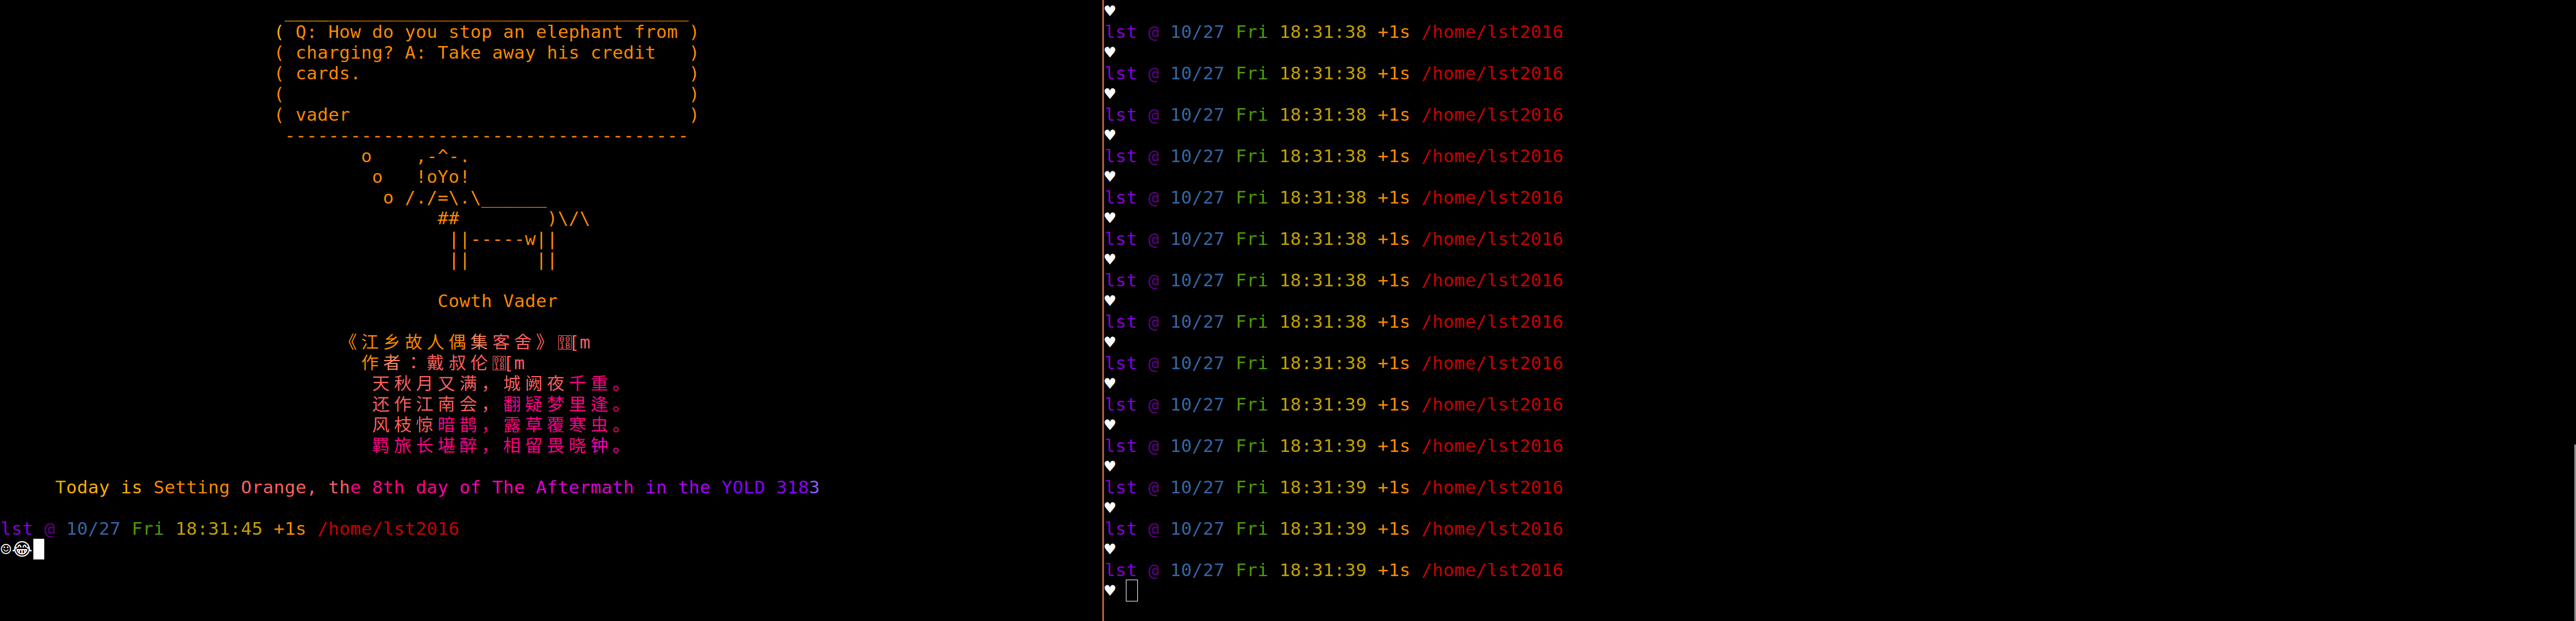 _____________________________________
( Q: How do you stop an elephant from )
( charging? A: Take away his credit   )
( cards.                              )
(                                     )
( vader                               )
 -------------------------------------
        o    ,-^-.
         o   !oYo!
          o /./=\.\______
               ##        )\/\
                ||-----w||
                ||      ||

               Cowth Vader

《江乡故人偶集客舍》[m
作者：戴叔伦[m
天秋月又满，城阙夜千重。
还作江南会，翻疑梦里逢。
风枝惊暗鹊，露草覆寒虫。
羁旅长堪醉，相留畏晓钟。

Today is Setting Orange, the 8th day of The Aftermath in the YOLD 3183

lst @ 10/27 Fri 18:31:45 +1s /home/lst2016
☺😂
♥
lst @ 10/27 Fri 18:31:38 +1s /home/lst2016
♥
lst @ 10/27 Fri 18:31:38 +1s /home/lst2016
♥
lst @ 10/27 Fri 18:31:38 +1s /home/lst2016
♥
lst @ 10/27 Fri 18:31:38 +1s /home/lst2016
♥
lst @ 10/27 Fri 18:31:38 +1s /home/lst2016
♥
lst @ 10/27 Fri 18:31:38 +1s /home/lst2016
♥
lst @ 10/27 Fri 18:31:38 +1s /home/lst2016
♥
lst @ 10/27 Fri 18:31:38 +1s /home/lst2016
♥
lst @ 10/27 Fri 18:31:38 +1s /home/lst2016
♥
lst @ 10/27 Fri 18:31:39 +1s /home/lst2016
♥
lst @ 10/27 Fri 18:31:39 +1s /home/lst2016
♥
lst @ 10/27 Fri 18:31:39 +1s /home/lst2016
♥
lst @ 10/27 Fri 18:31:39 +1s /home/lst2016
♥
lst @ 10/27 Fri 18:31:39 +1s /home/lst2016
♥